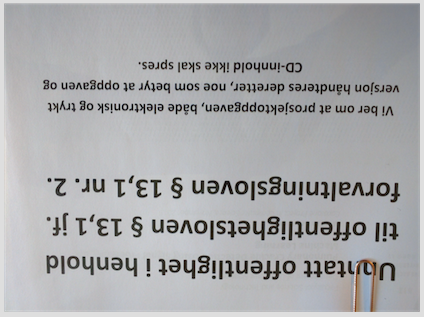 Unntatt offentlighet i henhold
til offentlighetsloven § 13,1 jf.
forvaltningsloven § 13,1 nr. 2.
Vi ber om at prosjektoppgaven, både elektronisk og trykt
versjon håndteres deretter, noe som betyr at oppgaven og
CD-innhold ikke skal spres.